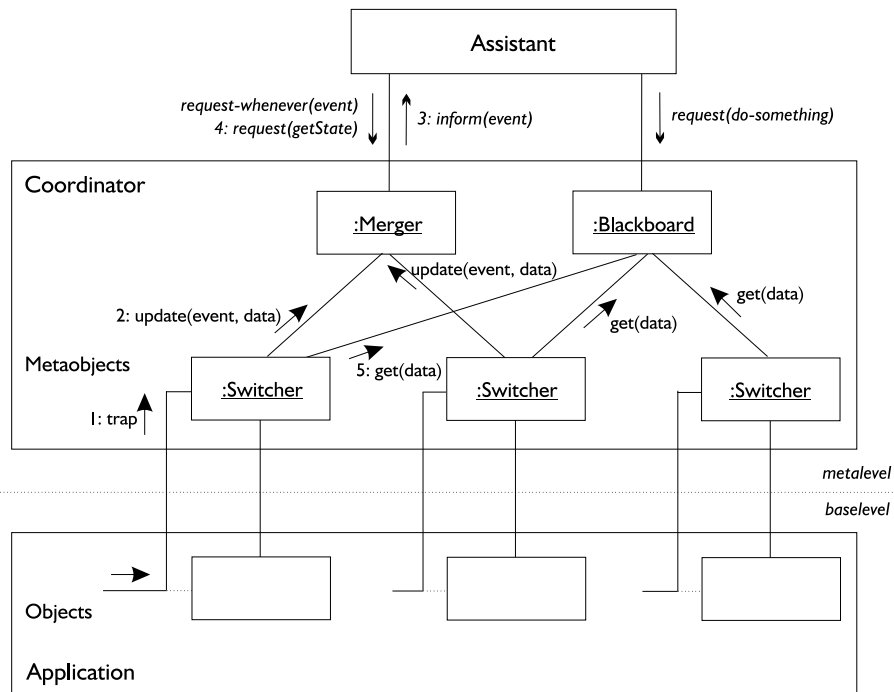 Assistant
request-whenever(event)
4: request(getState)
3: inform(event)
request(do-something)
Coordinator
:Merger
:Blackboard
update(event, data)
2: update(event, data)
get(data)
get(data)
Metaobjects
5: get(data)
:Switcher
:Switcher
:Switcher
1: trap
metalevel
baselevel
Objects
Application